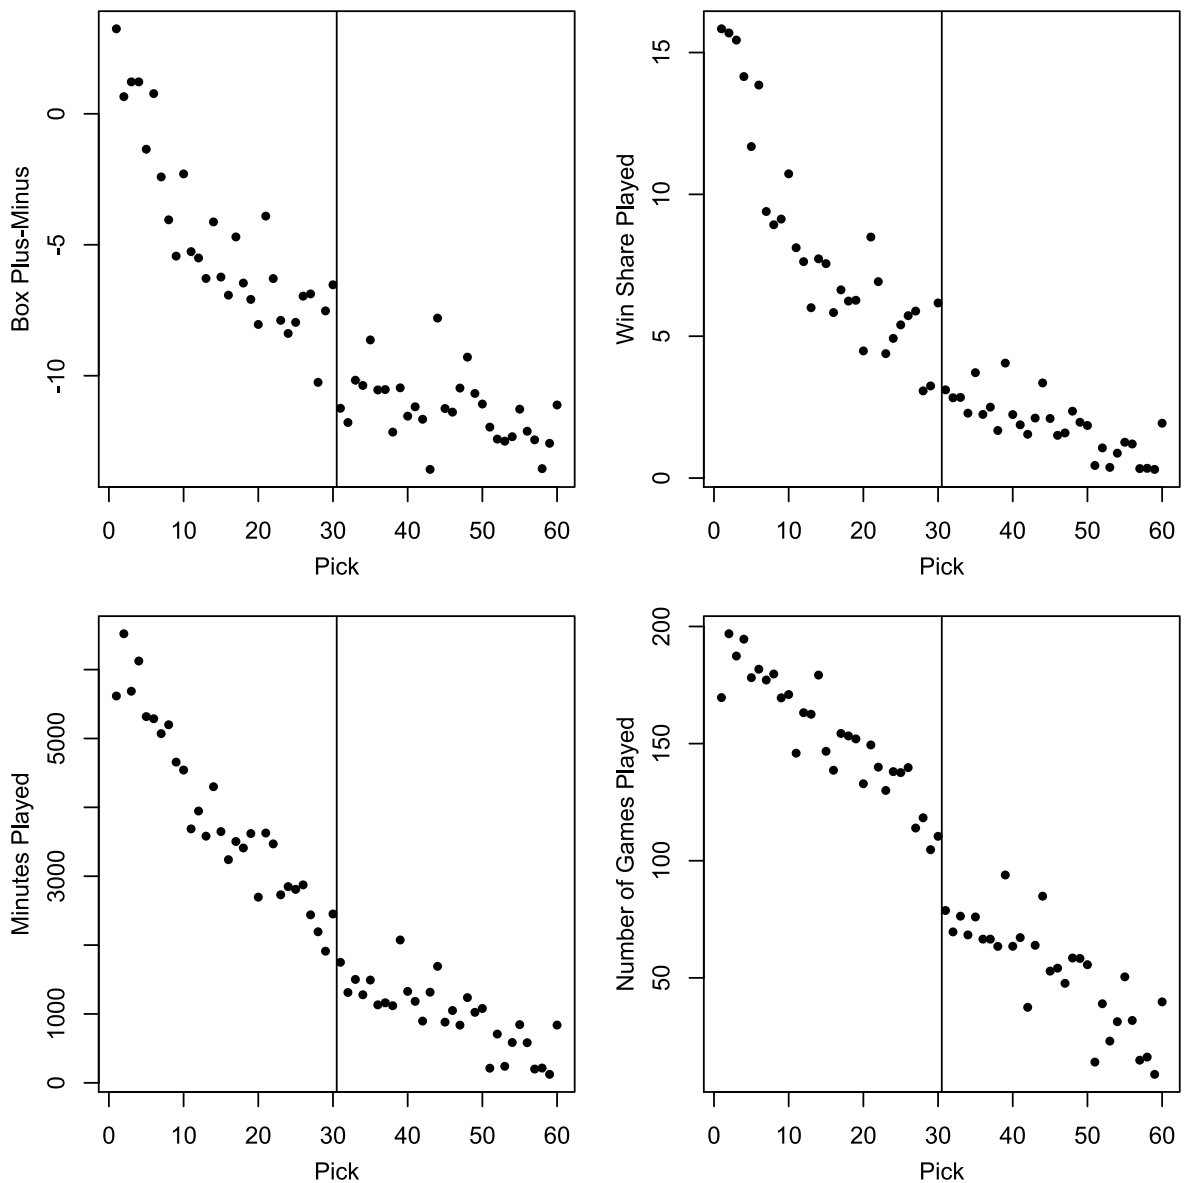 Box Plus-Minus
0
-5
-10
0 10 20 30 40 50 60
Pick
Win Share Played
15
10
5
0
0 10 20 30 40 50 60
Pick
Minutes Played
5000
3000
1000
0
0 10 20 30 40 50 60
Pick
Number of Games Played
200
150
100
50
0 10 20 30 40 50 60
Pick